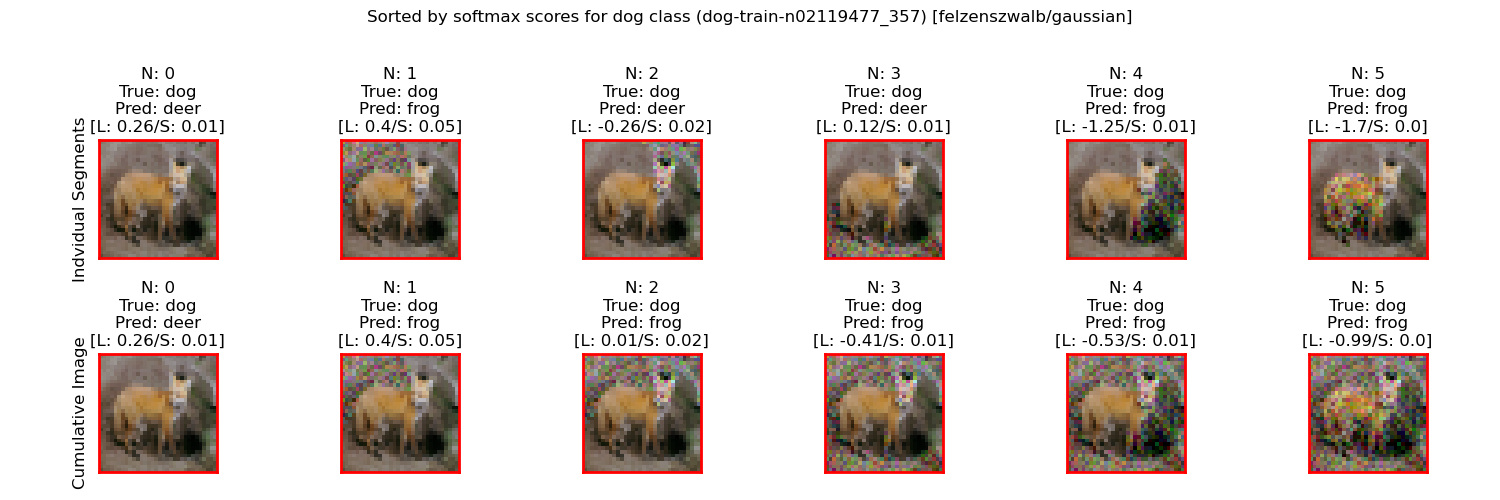 Sorted by softmax scores for dog class (dog-train-n02119477_357) [felzenszwalb/gaussian]
Indvidual Segments
N: 0
True: dog
Pred: deer
[L: 0.26/S: 0.01]
N: 1
True: dog
Pred: frog
[L: 0.4/S: 0.05]
N: 2
True: dog
Pred: deer
[L: -0.26/S: 0.02]
N: 3
True: dog
Pred: deer
[L: 0.12/S: 0.01]
N: 4
True: dog
Pred: frog
[L: -1.25/S: 0.01]
N: 5
True: dog
Pred: frog
[L: -1.7/S: 0.0]
Cumulative Image
N: 0
True: dog
Pred: deer
[L: 0.26/S: 0.01]
N: 1
True: dog
Pred: frog
[L: 0.4/S: 0.05]
N: 2
True: dog
Pred: frog
[L: 0.01/S: 0.02]
N: 3
True: dog
Pred: frog
[L: -0.41/S: 0.01]
N: 4
True: dog
Pred: frog
[L: -0.53/S: 0.01]
N: 5
True: dog
Pred: frog
[L: -0.99/S: 0.0]